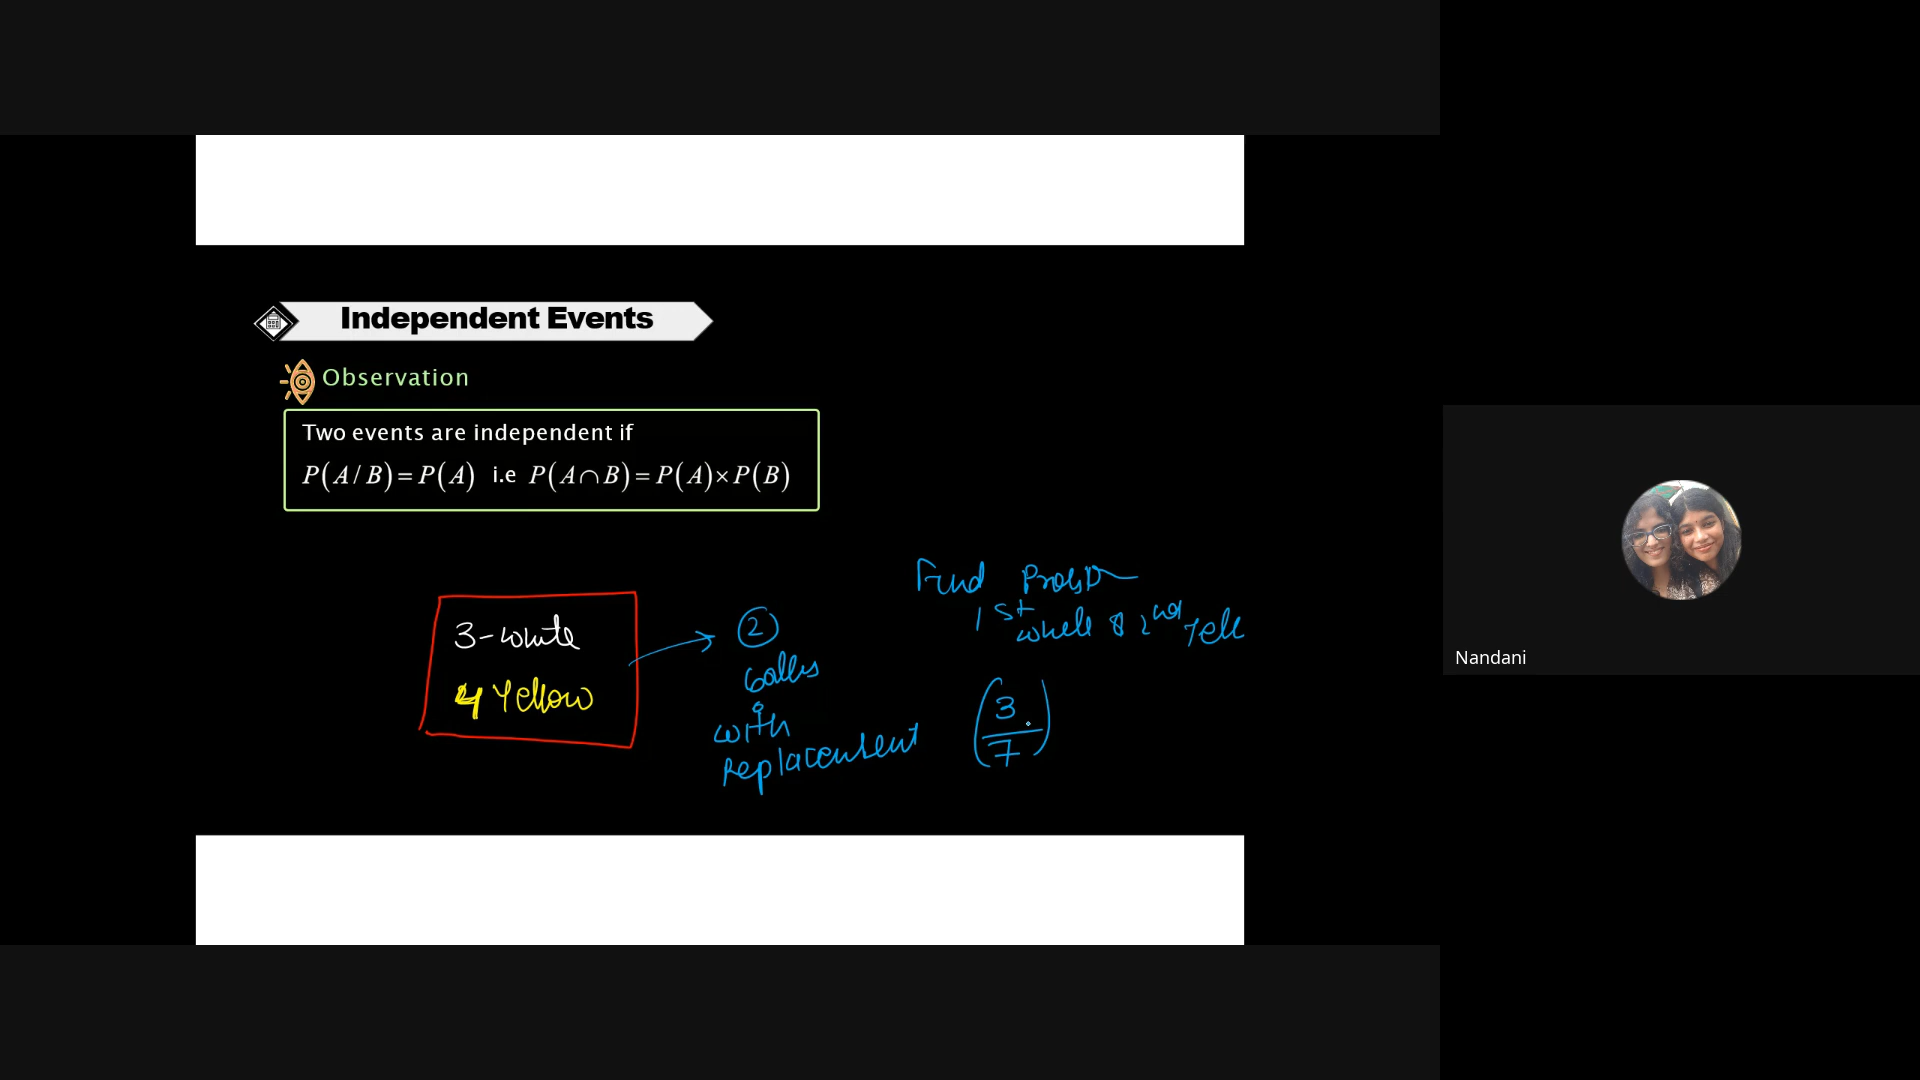 Independent Events
Observation
Two events are independent if
P(A/B)=P(A) i.e P(A∩B)=P(A)×P(B)
3-white
4 Yellow
2
balls
with
Replacement
Find
1st white & 2nd Yell
3
7
Nandani